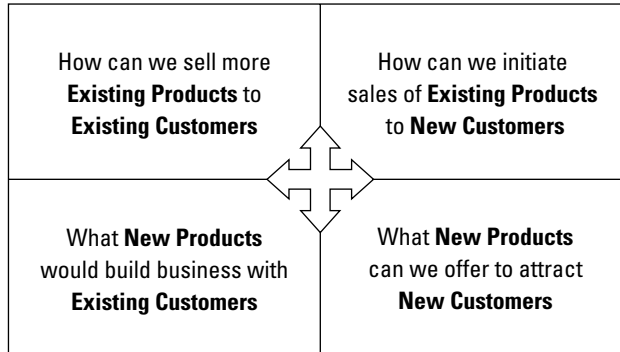 How can we sell more
Existing Products to
Existing Customers
How can we initiate
sales of Existing Products
to New Customers
What New Products
would build business with
Existing Customers
What New Products
can we offer to attract
New Customers